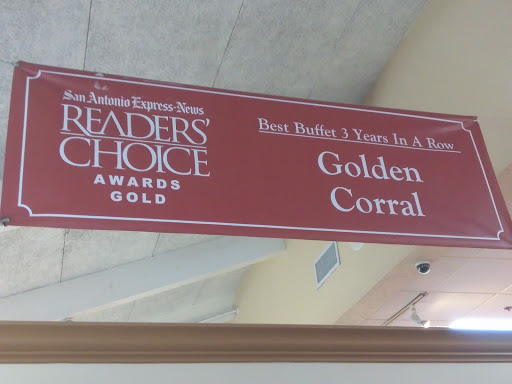 San Antonio Express-News
READERS'
CHOICE
AWARDS
GOLD
Best Buffet 3 Years In A Row
Golden
Corral